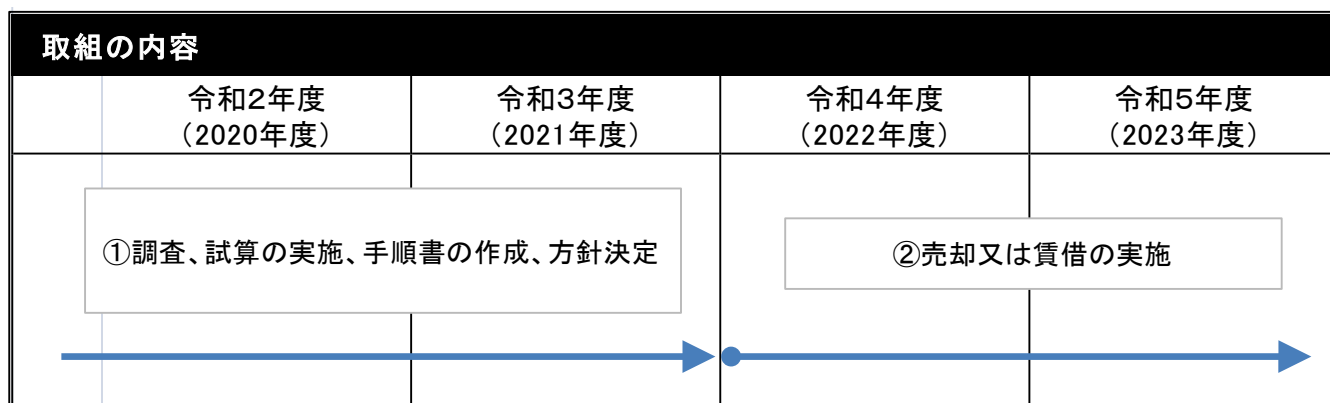 取組の内容
令和2年度
（2020年度）
令和3年度
（2021年度）
令和4年度
（2022年度）
令和5年度
（2023年度）
①調査、試算の実施、手順書の作成、方針決定
②売却又は賃借の実施